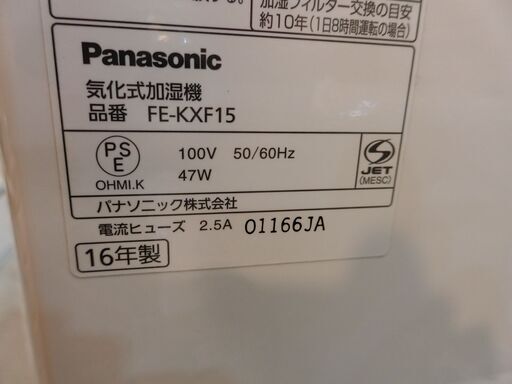 する。
加湿フィルター交換の目安
約10年(1日8時間運転の場合)
Panasonic
気化式加湿機
品番 FE-KXF15
PS
E
OHMI.K
100V 50/60Hz
47W
S
JET
(MESC)
パナソニック株式会社
電流ヒューズ 2.5A 01166JA
16年製